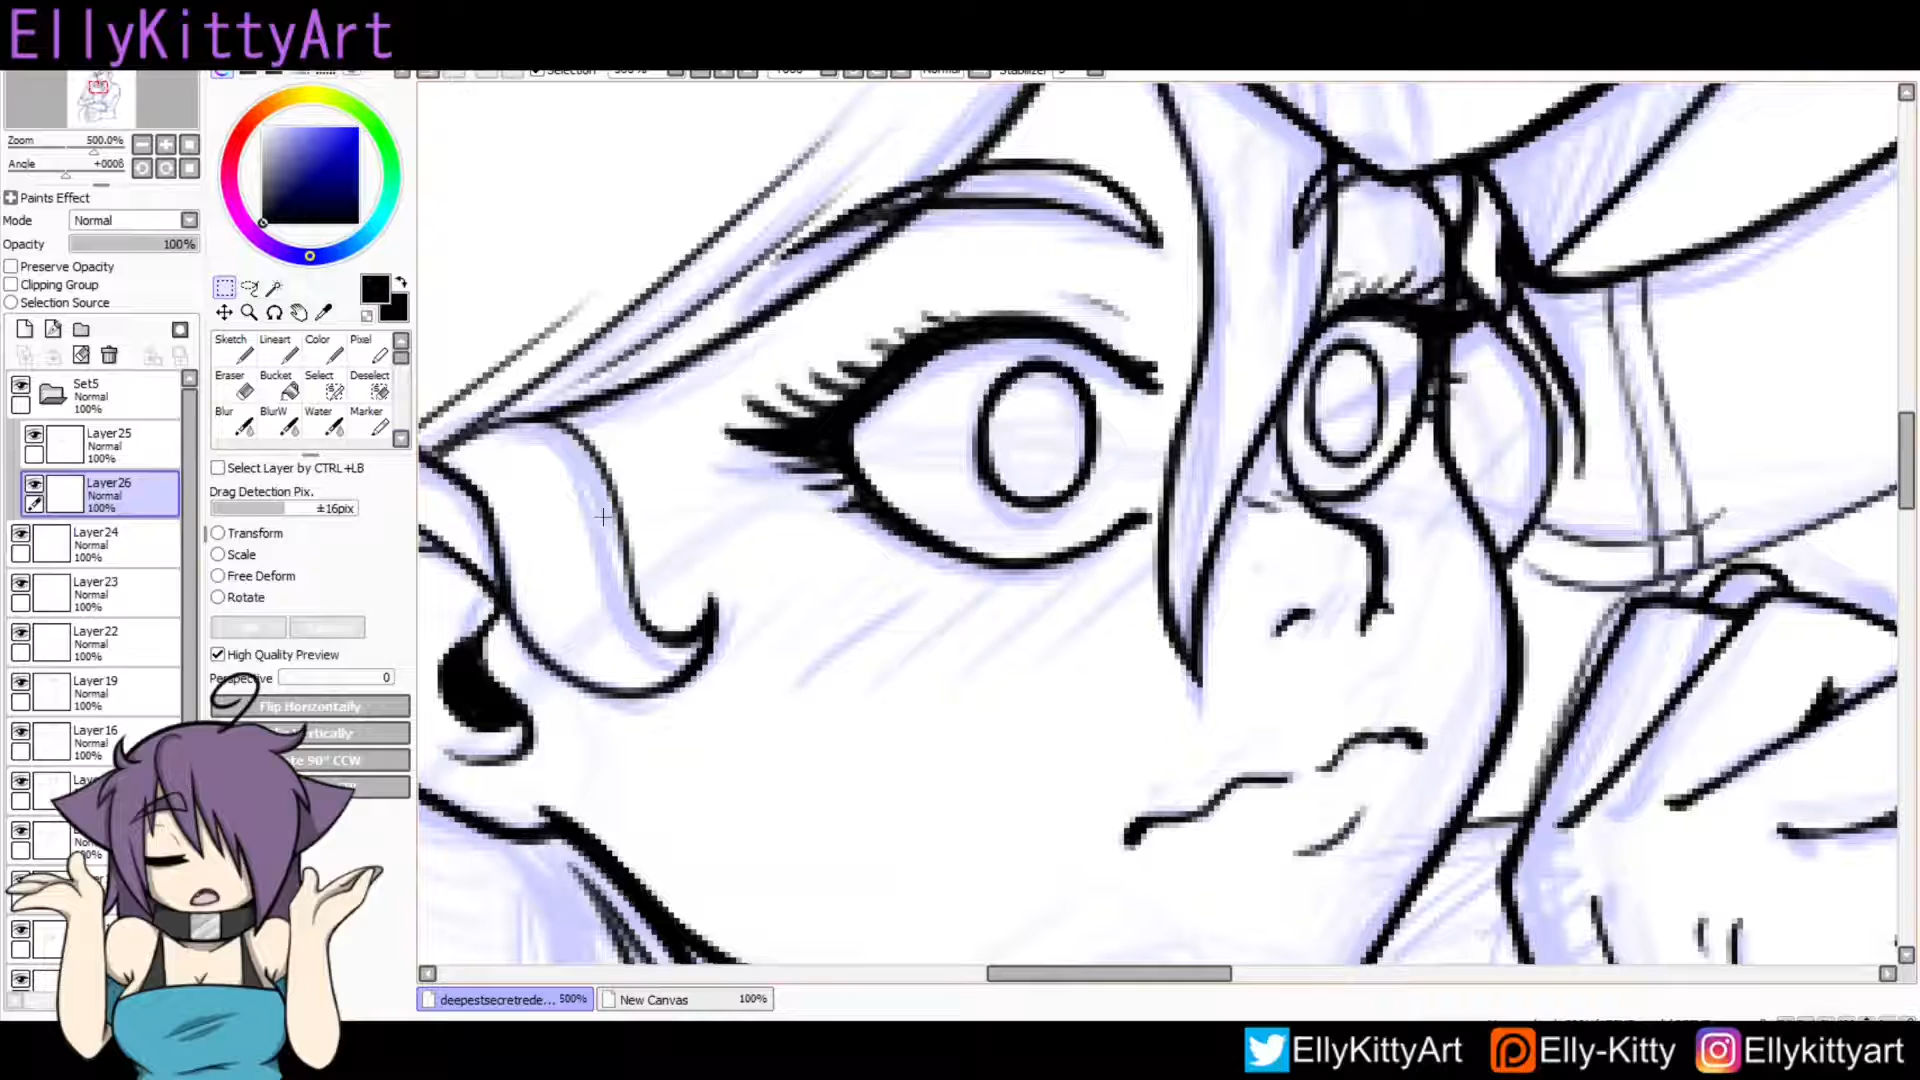 EllyKittyArt
Selection
Normal
Stabilizer
Zoom 500.0%
Angle +0008
Paints Effect
Mode Normal
Opacity 100%
Preserve Opacity
Clipping Group
Selection Source
Sketch Lineart Color Pixel
Eraser Bucket Select Deselect
Blur BlurW Water Marker
Set5
Normal
100%
Layer25
Normal
100%
Layer26
Normal
100%
Layer24
Normal
100%
Layer23
Normal
100%
Layer22
Normal
100%
Layer19
Normal
100%
Layer16
Normal
100%
Select Layer by CTRL+LB
Drag Detection Pix.
±16pix
Transform
Scale
Free Deform
Rotate
High Quality Preview
Perspective 0
Flip Horizontally
90° CCW
deepestsecretrede... 500%
New Canvas 100%
EllyKittyArt Elly-Kitty Ellykittyart